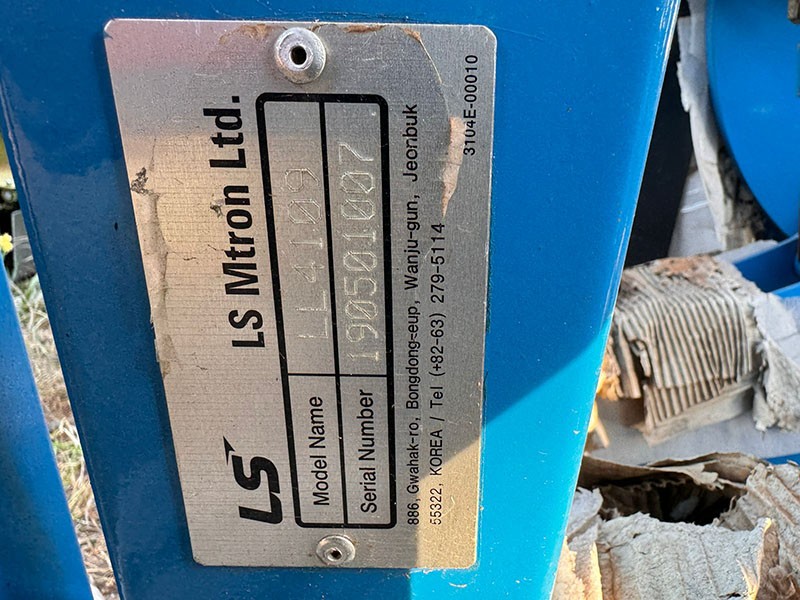 LS LS Mtron Ltd.
Model Name LL4109
Serial Number 190501007
886, Gwahak-ro, Bongdong-eup, Wanju-gun, Jeonbuk
55322, KOREA / Tel (+82-63) 279-5114
3104E-00010